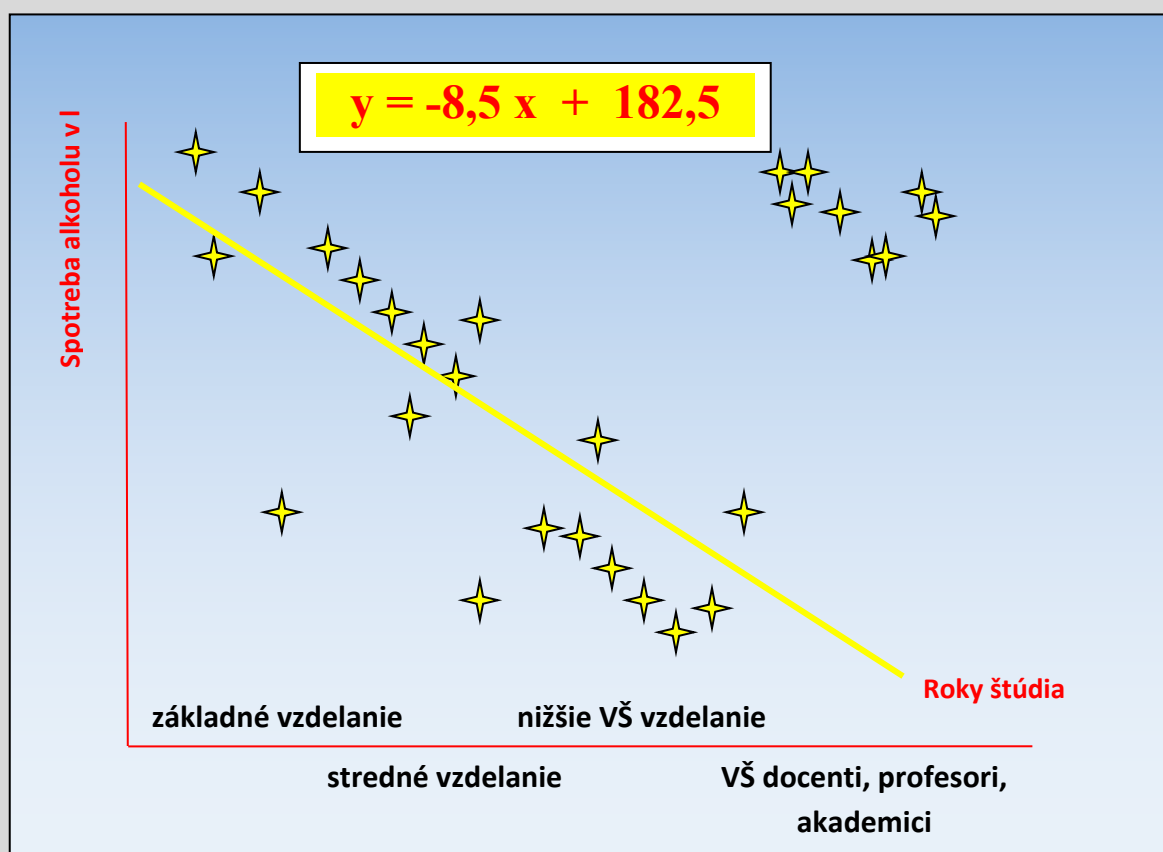 y = -8,5 x + 182,5
Spotreba alkoholu v l
Roky štúdia
základné vzdelanie
nižšie VŠ vzdelanie
stredné vzdelanie
VŠ docenti, profesori,
akademici